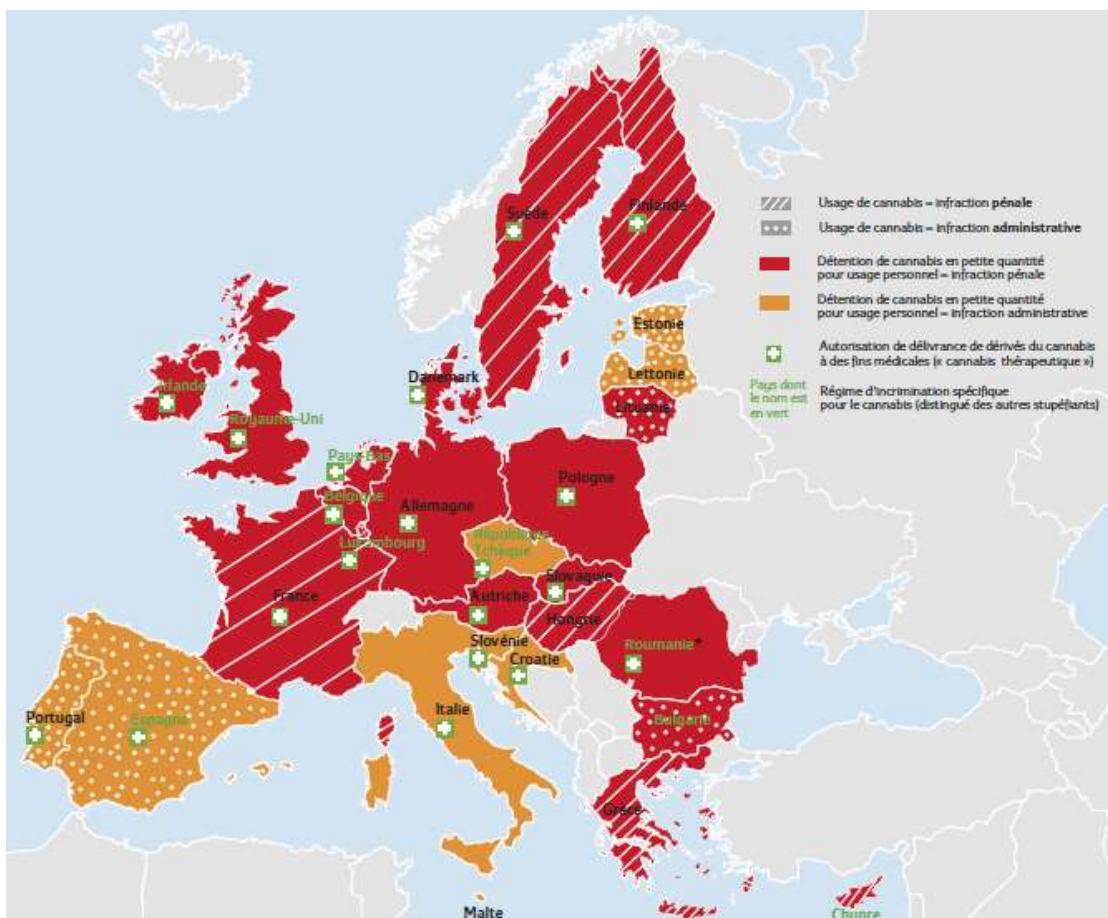 Suède
Finlande
Usage de cannabis = infraction pénale
Usage de cannabis = infraction administrative
Détention de cannabis en petite quantité
pour usage personnel = infraction pénale
Détention de cannabis en petite quantité
pour usage personnel = infraction administrative
Autorisation de délivrance de dérivés du cannabis
à des fins médicales (« cannabis thérapeutique »)
Pays dont
le nom est
en vert
Régime d'incrimination spécifique
pour le cannabis (distingué des autres stupéfiants)
Estonie
Lettonie
Lituanie
Danemark
Irlande
Royaume-Uni
Pays-Bas
Belgique
Allemagne
Pologne
Luxembourg
République
Tchèque
Slovaquie
France
Autriche
Hongrie
Slovénie
Croatie
Roumanie*
Italie
Bulgarie
Portugal
Espagne
Grèce
Malte
Chypre